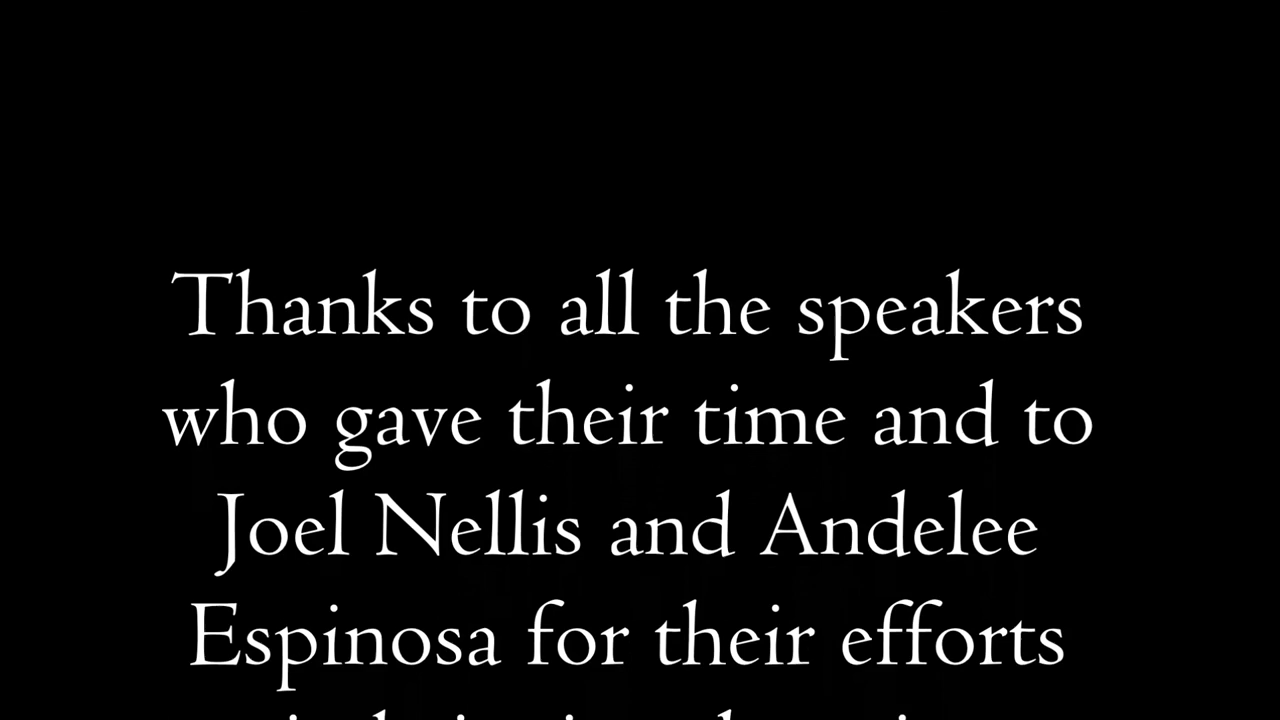 Thanks to all the speakers
who gave their time and to
Joel Nellis and Andelee
Espinosa for their efforts